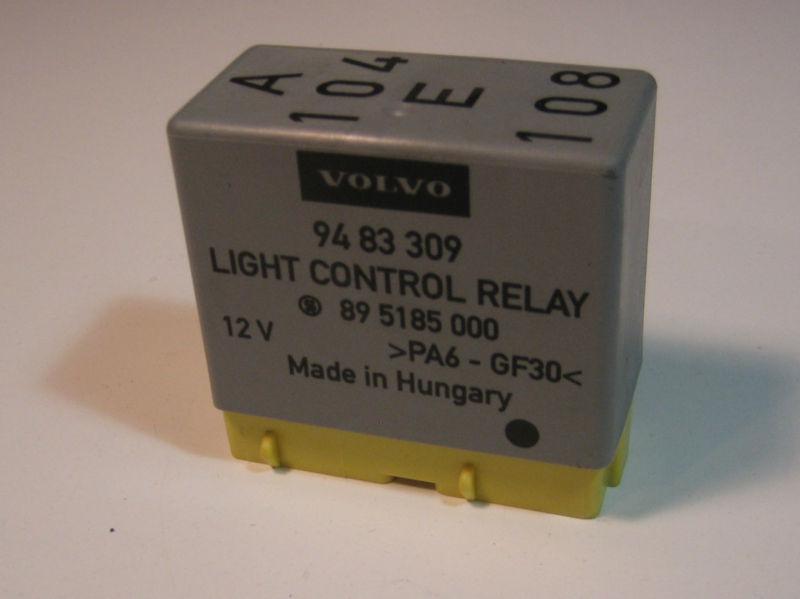 A
104
E
108
VOLVO
94 83 309
LIGHT CONTROL RELAY
89 5185 000
12 V
>PA6 - GF30<
Made in Hungary